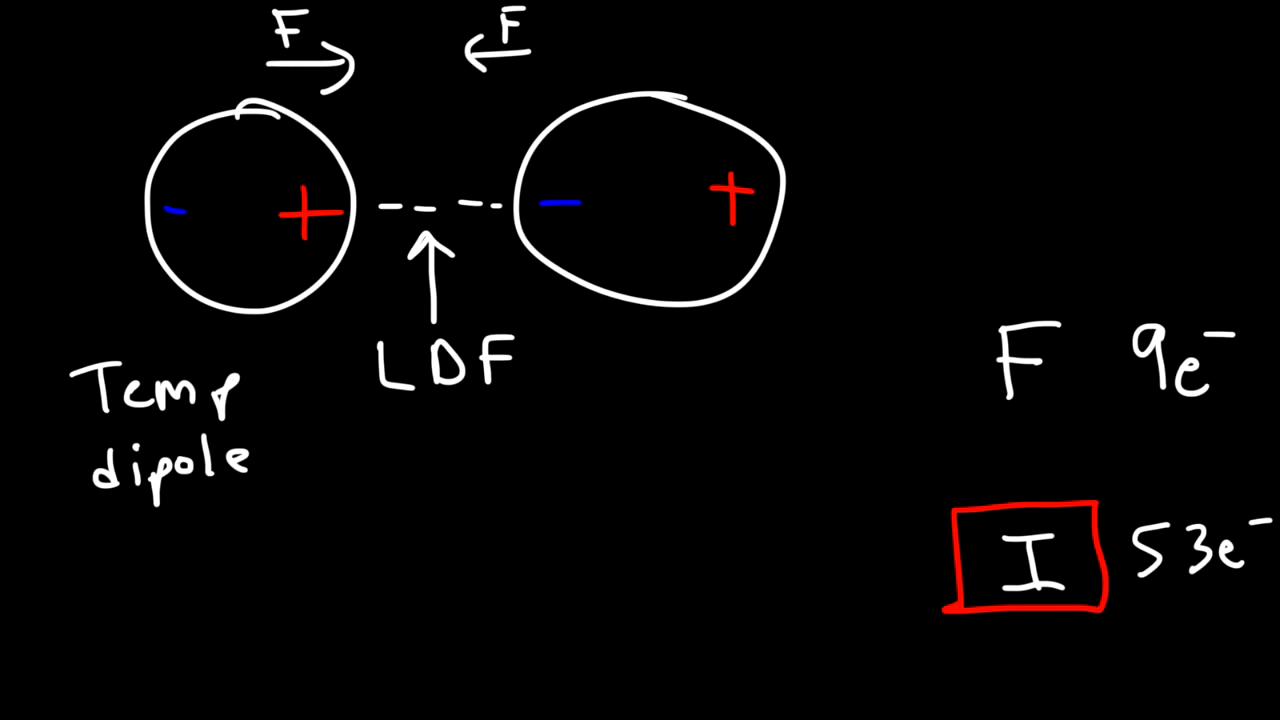 F F
- + - +
LDF
Temp
dipole
F 9e⁻
I 53e⁻